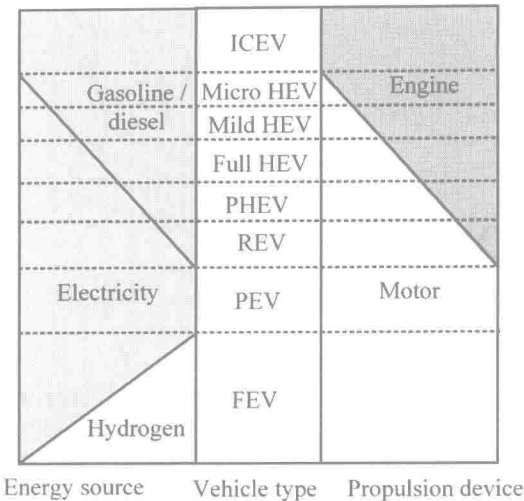 ICEV
Gasoline /
diesel
Micro HEV
Engine
Mild HEV
Full HEV
PHEV
REV
Electricity
PEV
Motor
Hydrogen
FEV
Energy source
Vehicle type
Propulsion device